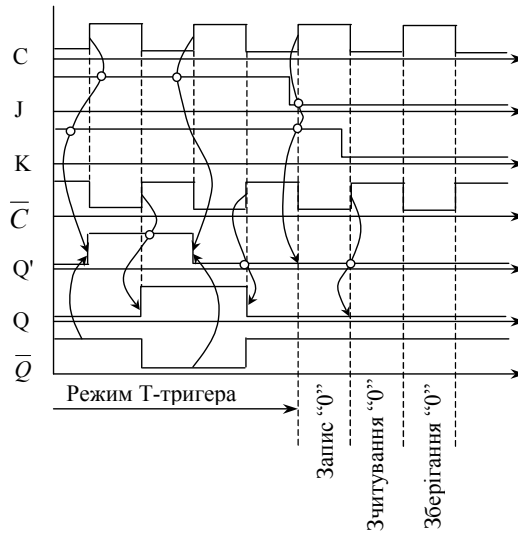 C
J
K
C̅
Q'
Q
Q̅
Режим Т-тригера
Запис “0”
Зчитування “0”
Зберігання “0”